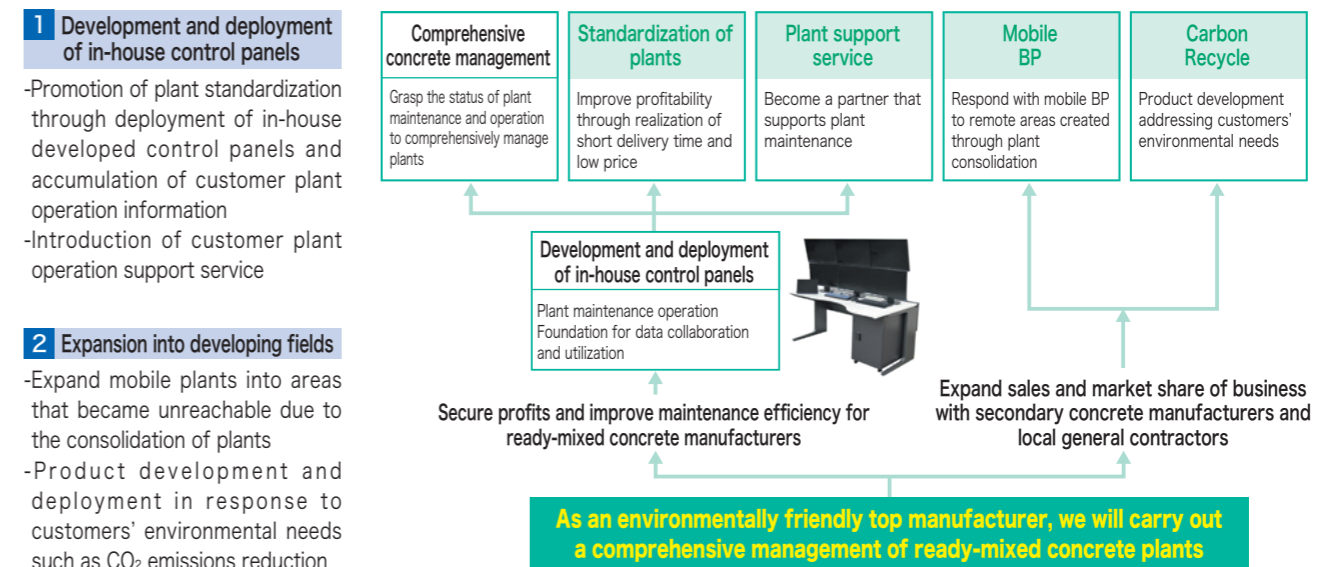 1 Development and deployment
of in-house control panels
-Promotion of plant standardization
through deployment of in-house
developed control panels and
accumulation of customer plant
operation information
-Introduction of customer plant
operation support service
2 Expansion into developing fields
-Expand mobile plants into areas
that became unreachable due to
the consolidation of plants
-Product development and
deployment in response to
customers’ environmental needs
such as CO₂ emissions reduction
Comprehensive
concrete management
Grasp the status of plant
maintenance and operation
to comprehensively manage
plants
Standardization of
plants
Improve profitability
through realization of
short delivery time and
low price
Plant support
service
Become a partner that
supports plant
maintenance
Mobile
BP
Respond with mobile BP
to remote areas created
through plant
consolidation
Carbon
Recycle
Product development
addressing customers’
environmental needs
Development and deployment
of in-house control panels
Plant maintenance operation
Foundation for data collaboration
and utilization
Secure profits and improve maintenance efficiency for
ready-mixed concrete manufacturers
Expand sales and market share of business
with secondary concrete manufacturers and
local general contractors
As an environmentally friendly top manufacturer, we will carry out
a comprehensive management of ready-mixed concrete plants